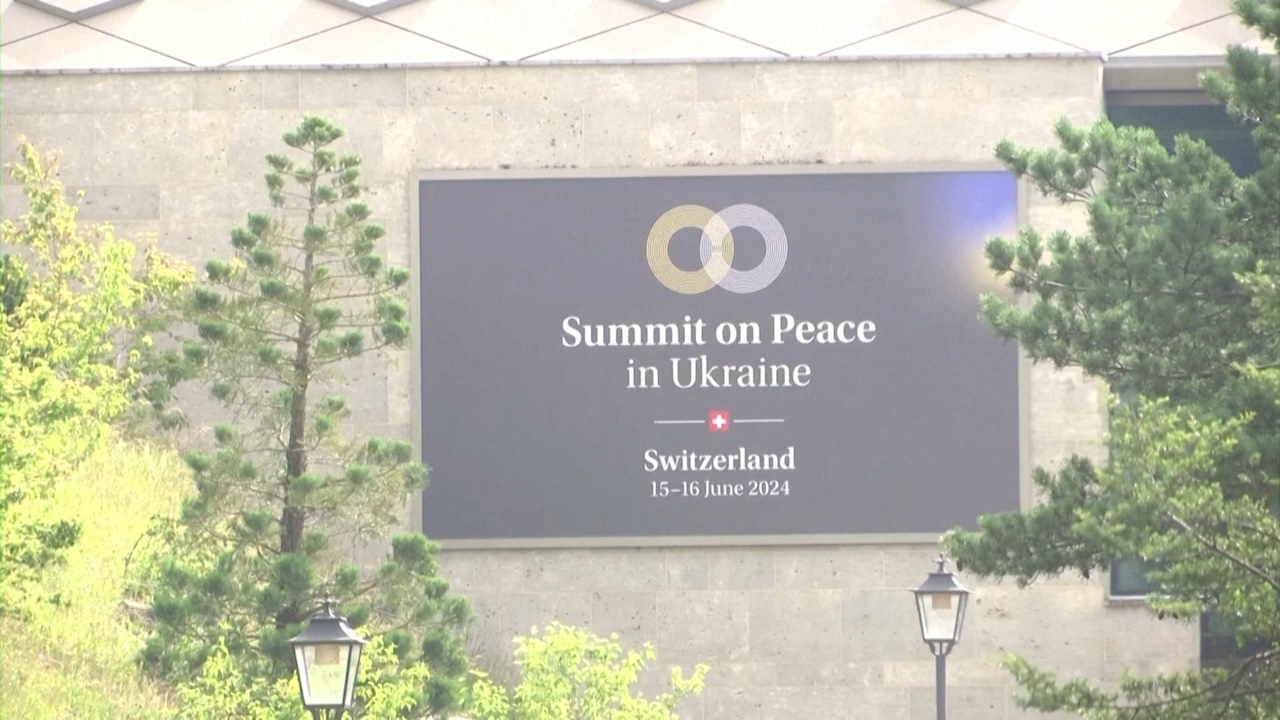 Summit on Peace
in Ukraine
Switzerland
15–16 June 2024